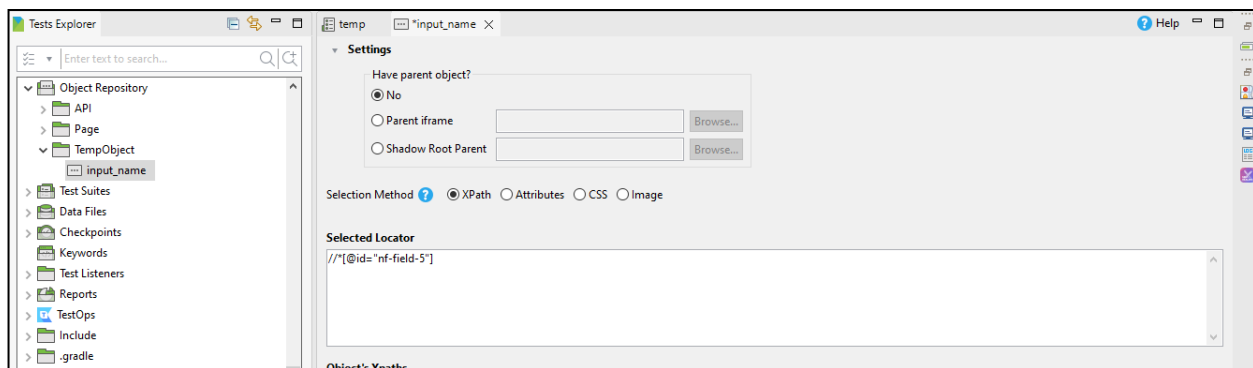 Tests Explorer
Enter text to search...
Object Repository
API
Page
TempObject
input_name
Test Suites
Data Files
Checkpoints
Keywords
Test Listeners
Reports
TestOps
Include
.gradle
temp
*input_name
Help
Settings
Have parent object?
No
Parent iframe
Browse...
Shadow Root Parent
Browse...
Selection Method ? XPath Attributes CSS Image
Selected Locator
//*[@id="nf-field-5"]
Object's Xpaths